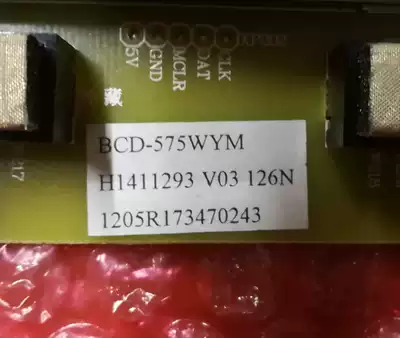 5V GND MCLR DAT CLK
藏
BCD-575WYM
H1411293 V03 126N
1205R173470243